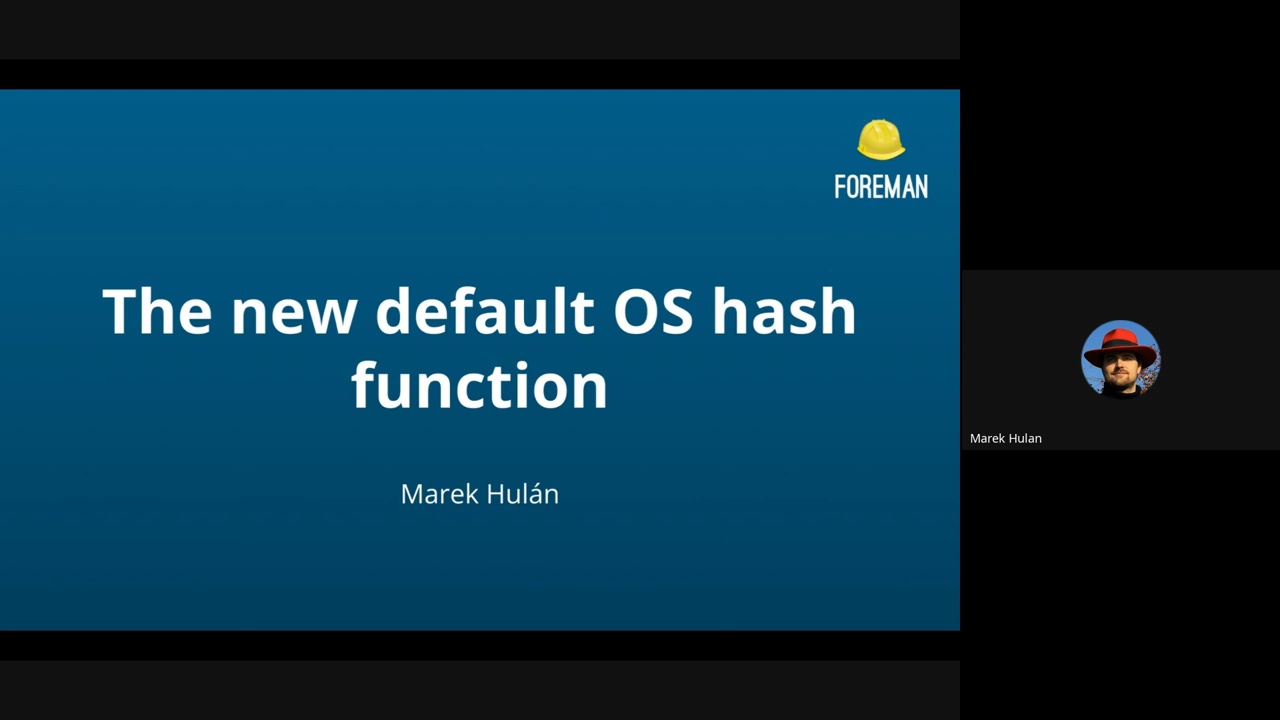 FOREMAN
The new default OS hash
function
Marek Hulán
Marek Hulan